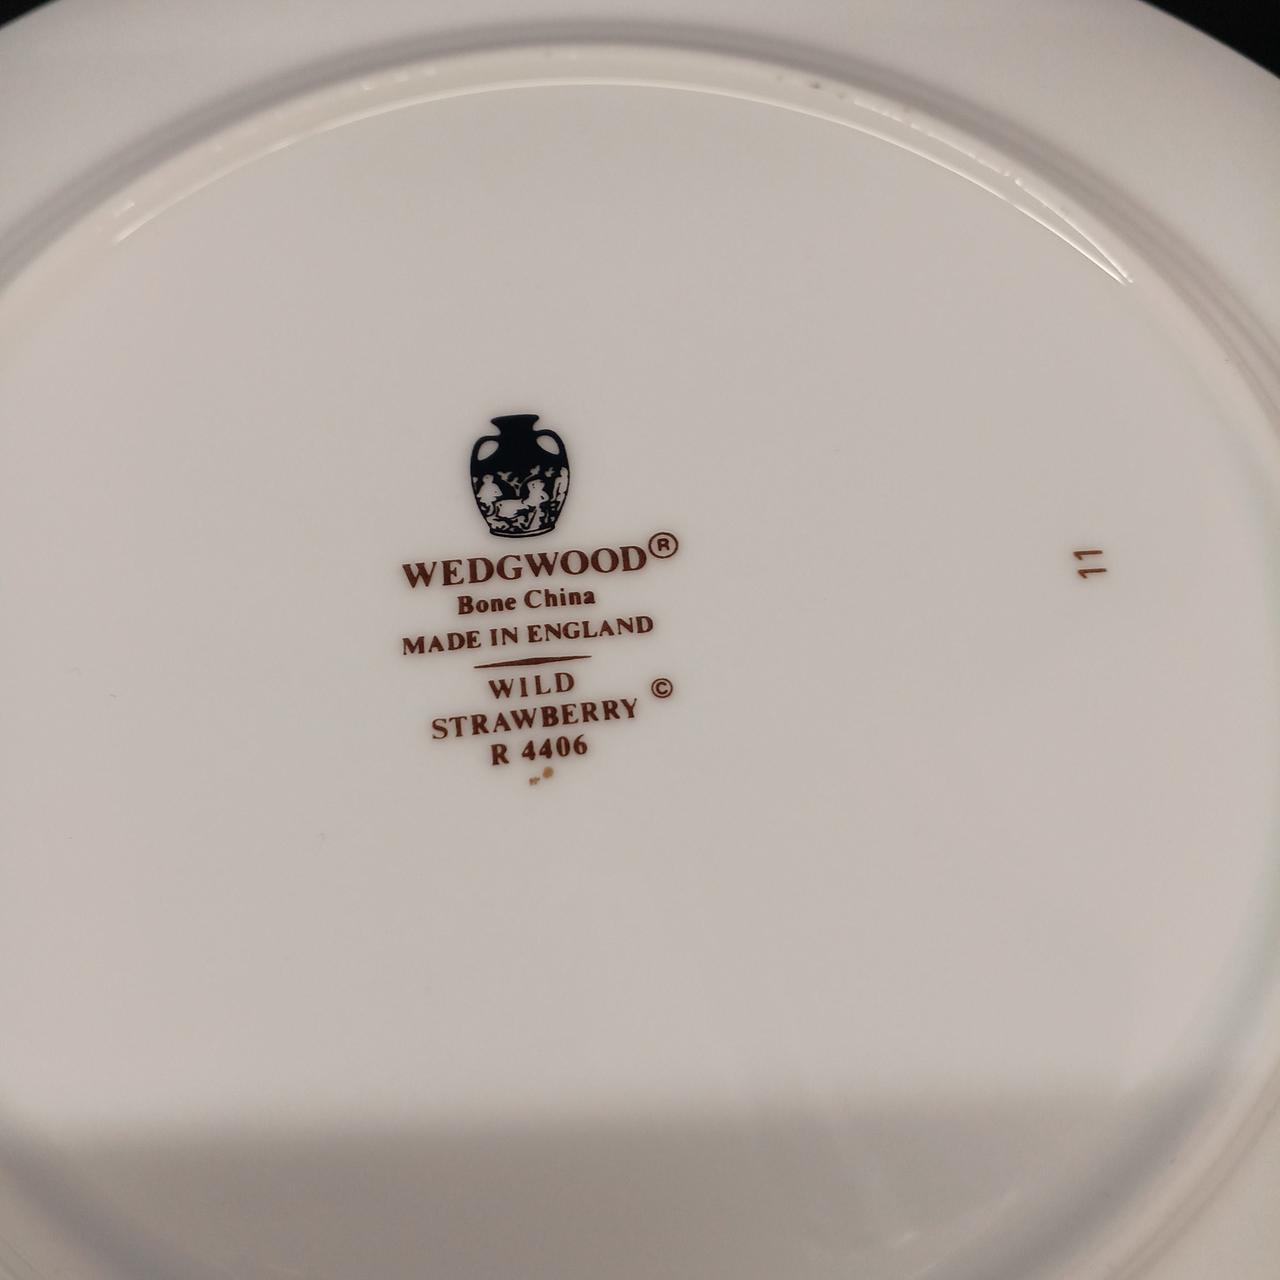 WEDGWOOD®
Bone China
MADE IN ENGLAND
WILD
STRAWBERRY ©
R 4406
11